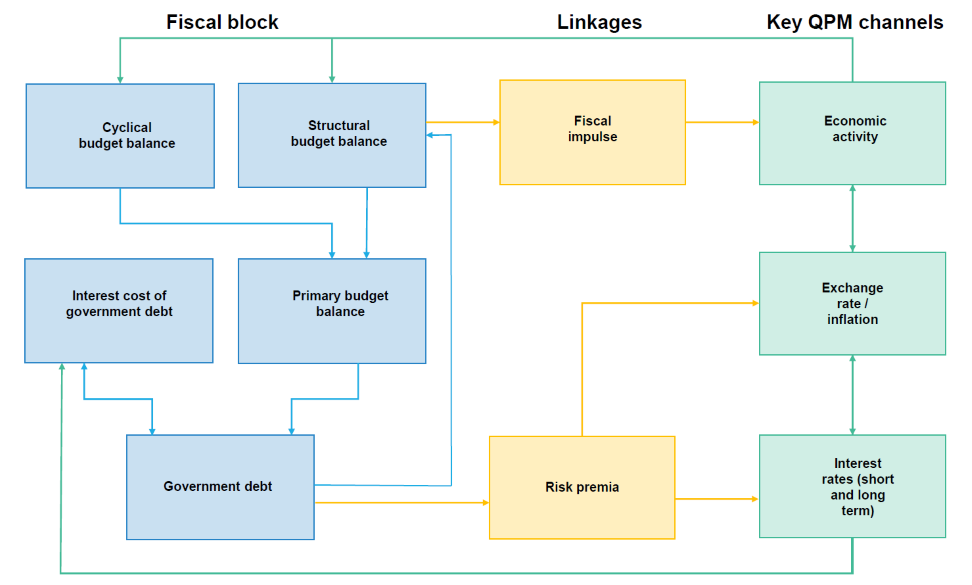 Fiscal block
Linkages
Key QPM channels
Cyclical
budget balance
Structural
budget balance
Fiscal
impulse
Economic
activity
Interest cost of
government debt
Primary budget
balance
Exchange
rate /
inflation
Government debt
Risk premia
Interest
rates (short
and long
term)